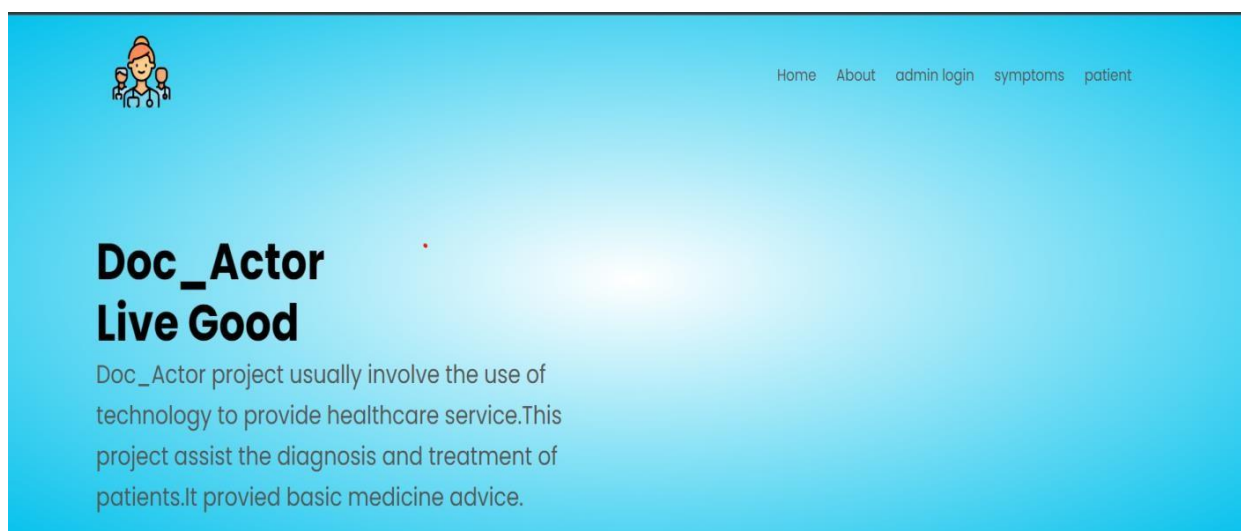 Home About admin login symptoms patient
Doc_Actor
Live Good
Doc_Actor project usually involve the use of
technology to provide healthcare service.This
project assist the diagnosis and treatment of
patients.It provied basic medicine advice.